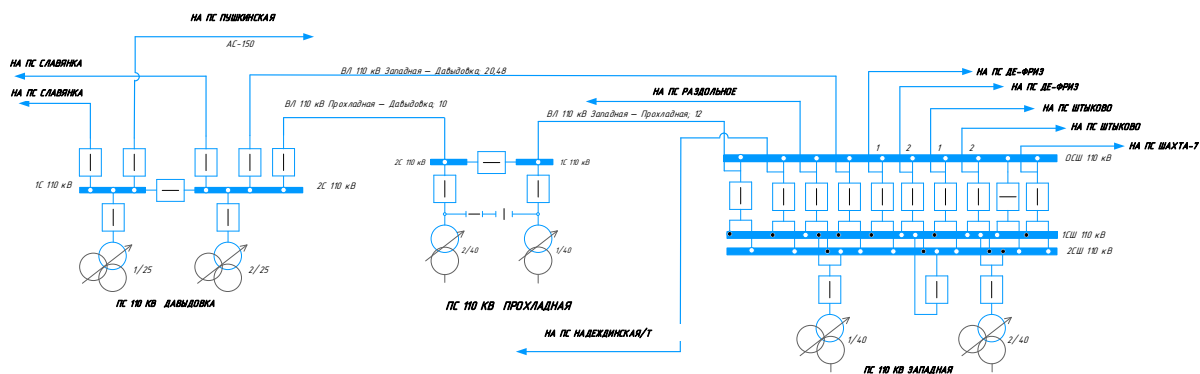 НА ПС ПУШКИНСКАЯ
АС-150
НА ПС СЛАВЯНКА
НА ПС СЛАВЯНКА
ВЛ 110 кВ Западная – Давыдовка, 20,48
ВЛ 110 кВ Прохладная – Давыдовка, 10
НА ПС РАЗДОЛЬНОЕ
ВЛ 110 кВ Западная – Прохладная, 12
НА ПС ДЕ-ФРИЗ
НА ПС ДЕ-ФРИЗ
НА ПС ШТЫКОВО
НА ПС ШТЫКОВО
НА ПС ШАХТА-7
1 2 1 2
ОСШ 110 кВ
1С 110 кВ
2С 110 кВ
2С 110 кВ
1С 110 кВ
1СШ 110 кВ
2СШ 110 кВ
1/25
2/25
2/40
1/40
ПС 110 КВ ДАВЫДОВКА
ПС 110 КВ ПРОХЛАДНАЯ
НА ПС НАДЕЖДИНСКАЯ/Т
1/40
2/40
ПС 110 КВ ЗАПАДНАЯ